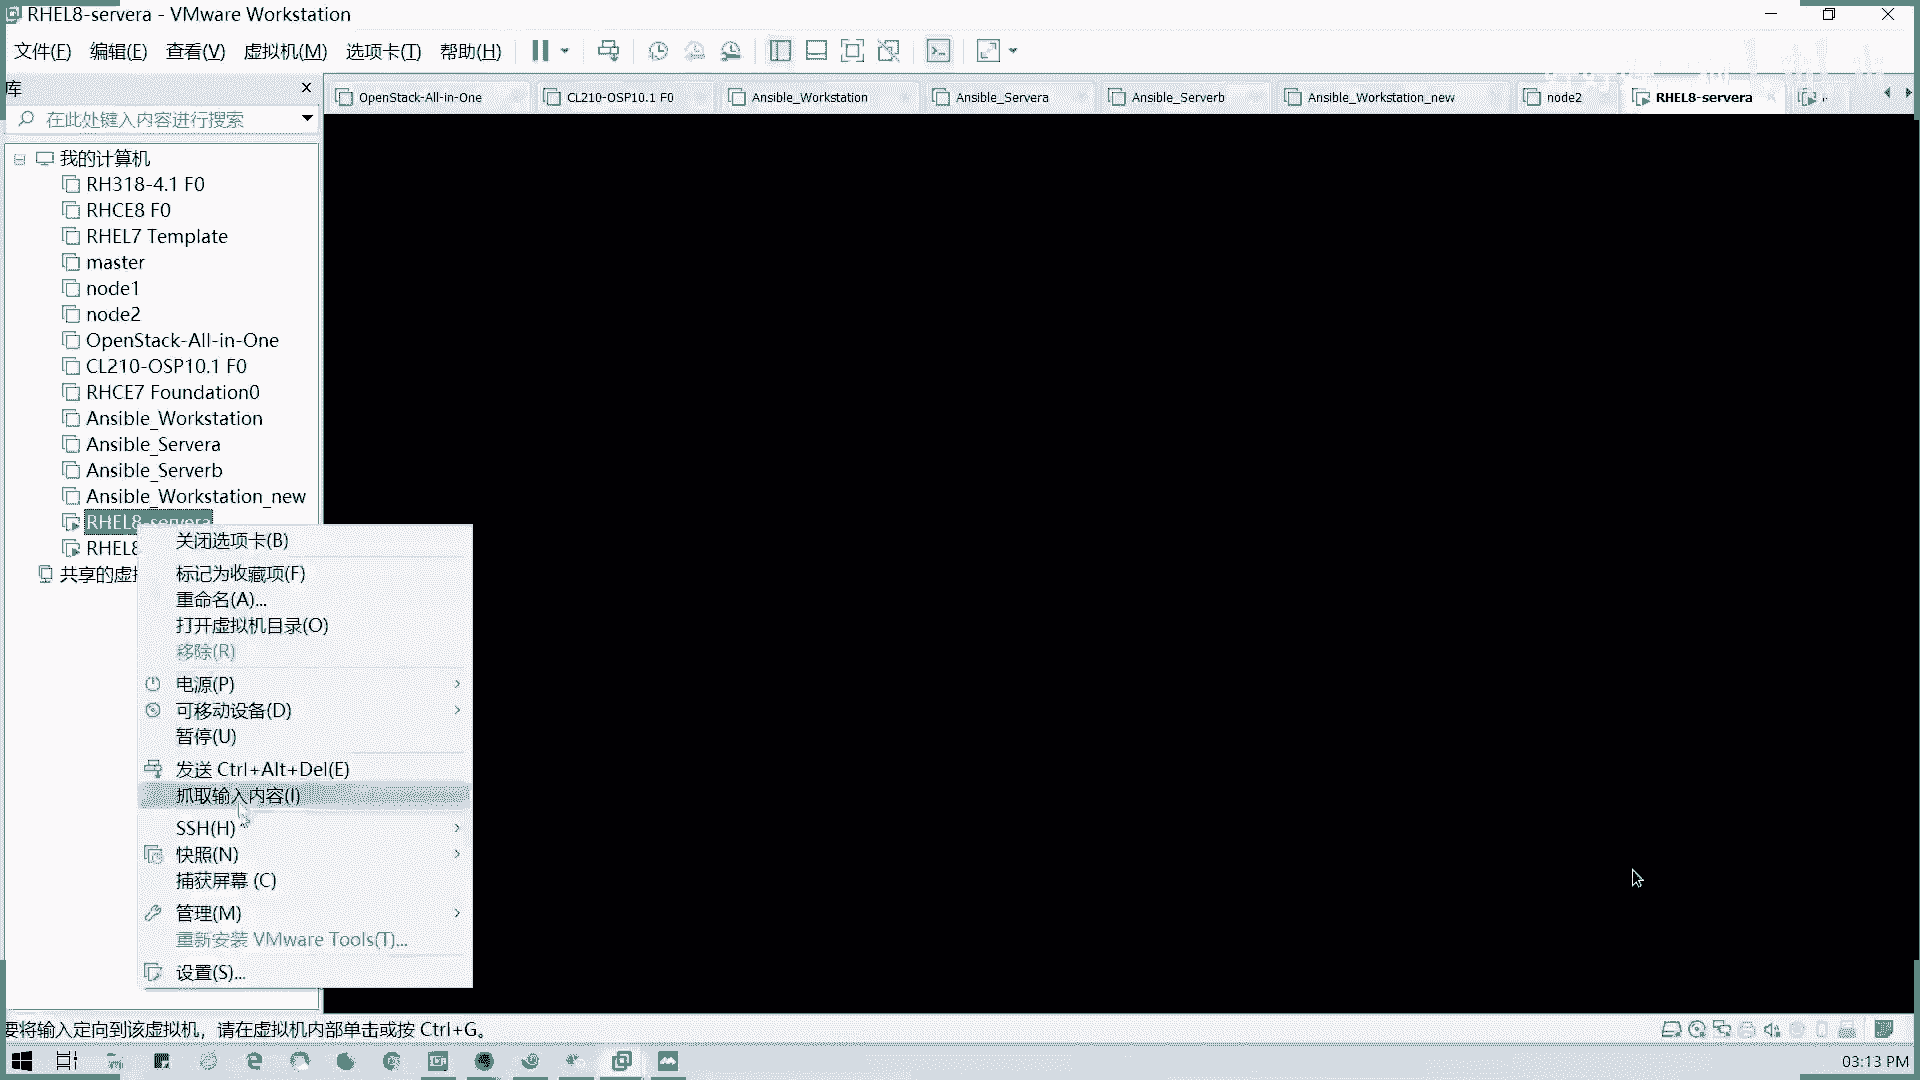 RHEL8-servera - VMware Workstation
文件(F) 编辑(E) 查看(V) 虚拟机(M) 选项卡(T) 帮助(H)
库
在此处键入内容进行搜索
OpenStack-All-in-One CL210-OSP10.1 F0 Ansible_Workstation Ansible_Servera Ansible_Serverb Ansible_Workstation_new node2 RHEL8-servera
我的计算机
RH318-4.1 F0
RHCE8 F0
RHEL7 Template
master
node1
node2
OpenStack-All-in-One
CL210-OSP10.1 F0
RHCE7 Foundation0
Ansible_Workstation
Ansible_Servera
Ansible_Serverb
Ansible_Workstation_new
RHEL8-servera
RHEL8
共享的虚拟
关闭选项卡(B)
标记为收藏项(F)
重命名(A)...
打开虚拟机目录(O)
移除(R)
电源(P)
可移动设备(D)
暂停(U)
发送 Ctrl+Alt+Del(E)
抓取输入内容(I)
SSH(H)
快照(N)
捕获屏幕 (C)
管理(M)
重新安装 VMware Tools(T)...
设置(S)...
要将输入定向到该虚拟机，请在虚拟机内部单击或按 Ctrl+G。
03:13 PM